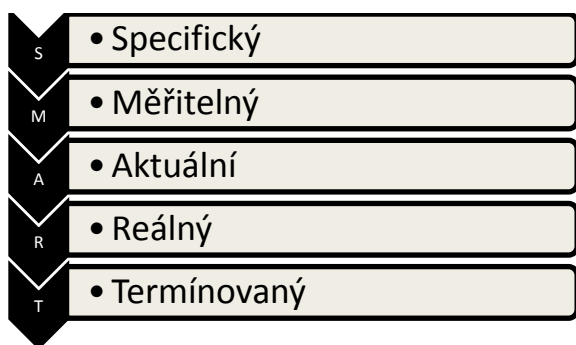 S
• Specifický
M
• Měřitelný
A
• Aktuální
R
• Reálný
T
• Termínovaný